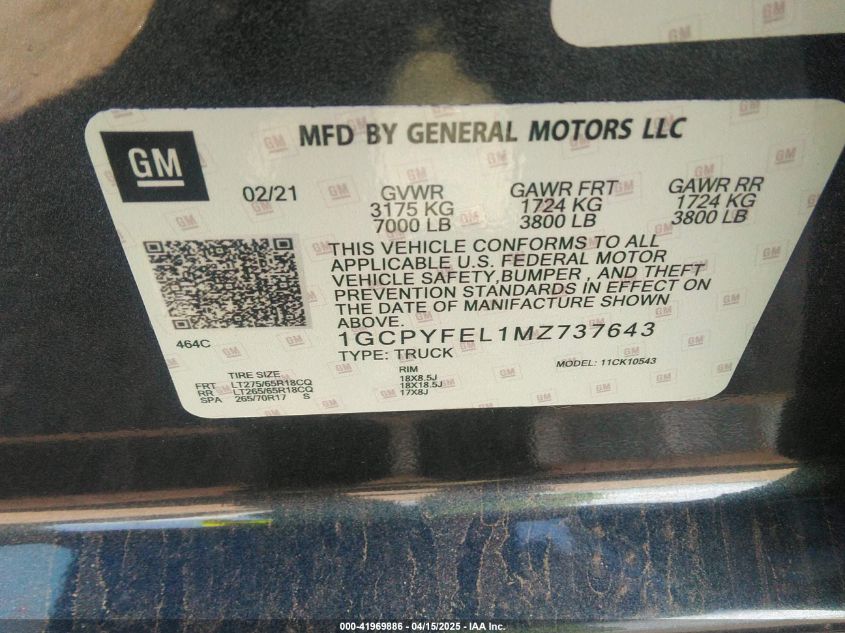 GM
MFD BY GENERAL MOTORS LLC
02/21
GVWR
3175 KG
7000 LB
GAWR FRT
1724 KG
3800 LB
GAWR RR
1724 KG
3800 LB
THIS VEHICLE CONFORMS TO ALL
APPLICABLE U.S. FEDERAL MOTOR
VEHICLE SAFETY,BUMPER , AND THEFT
PREVENTION STANDARDS IN EFFECT ON
THE DATE OF MANIFACTURE SHOWN
ABOVE.
464C
1GCPYFEL1MZ737643
TYPE: TRUCK
MODEL: 11CK10543
TIRE SIZE
RIM
FRT LT275/65R18CQ 18X8.5J
RR LT265/65R18CQ 18X18.5J
SPA 265/70R17 S 17X8J
000-41969886 - 04/15/2025 - IAA Inc.